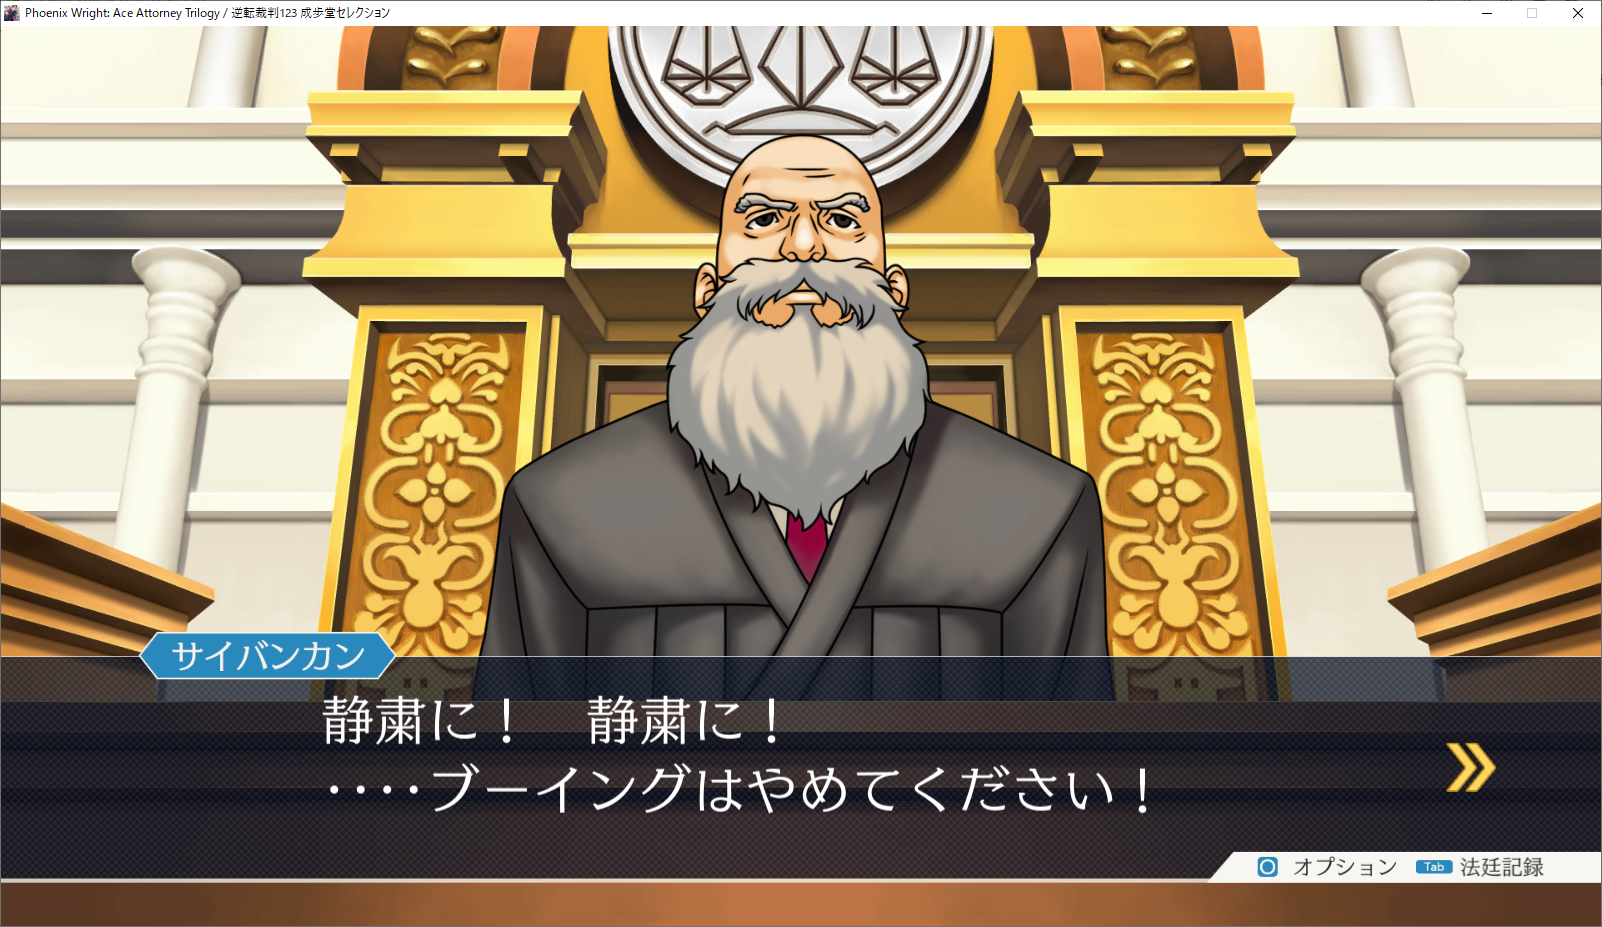 Phoenix Wright: Ace Attorney Trilogy / 逆転裁判123 成歩堂セレクション
サイバンカン
静粛に！　静粛に！
‥‥ブーイングはやめてください！
O オプション Tab 法廷記録